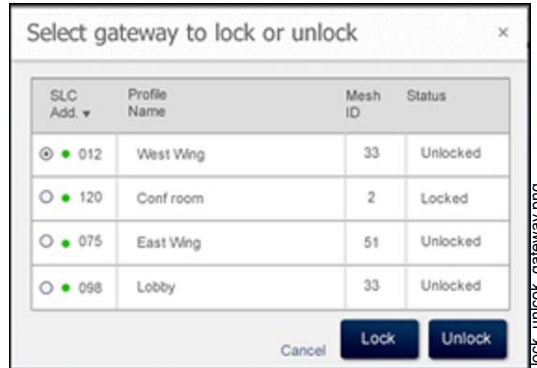 Select gateway to lock or unlock ×
SLC Add. ▼ Profile Name Mesh ID Status
012 West Wing 33 Unlocked
120 Conf room 2 Locked
075 East Wing 51 Unlocked
098 Lobby 33 Unlocked
Cancel Lock Unlock
lock_unlcok_gateway.png